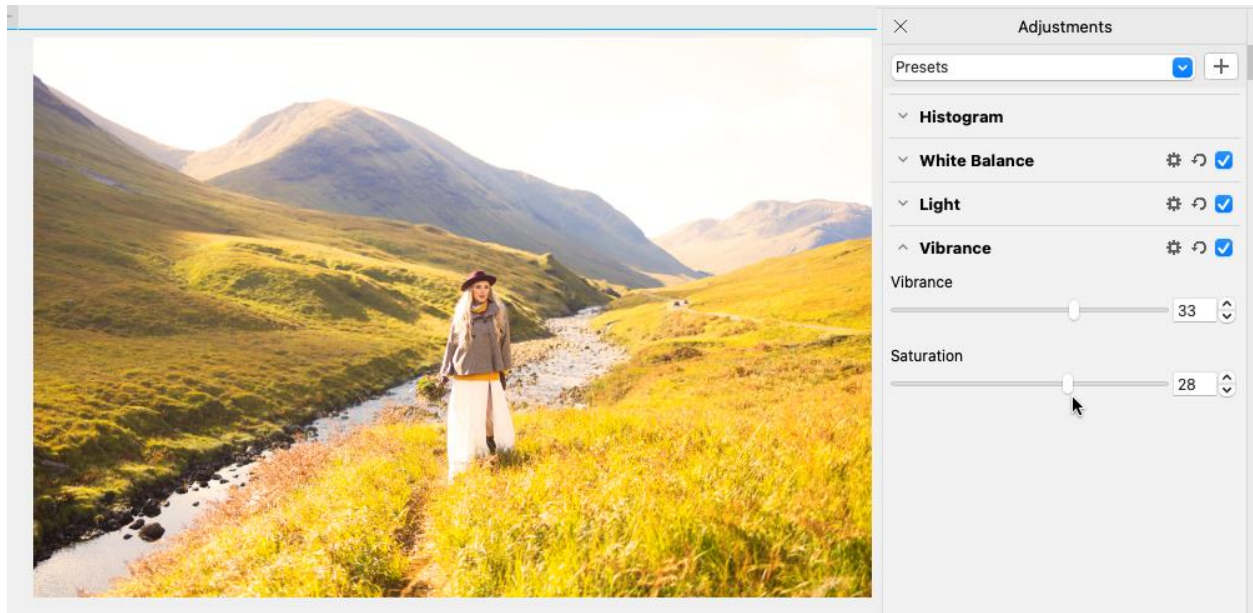 Adjustments
Presets
Histogram
White Balance
Light
Vibrance
Vibrance
33
Saturation
28